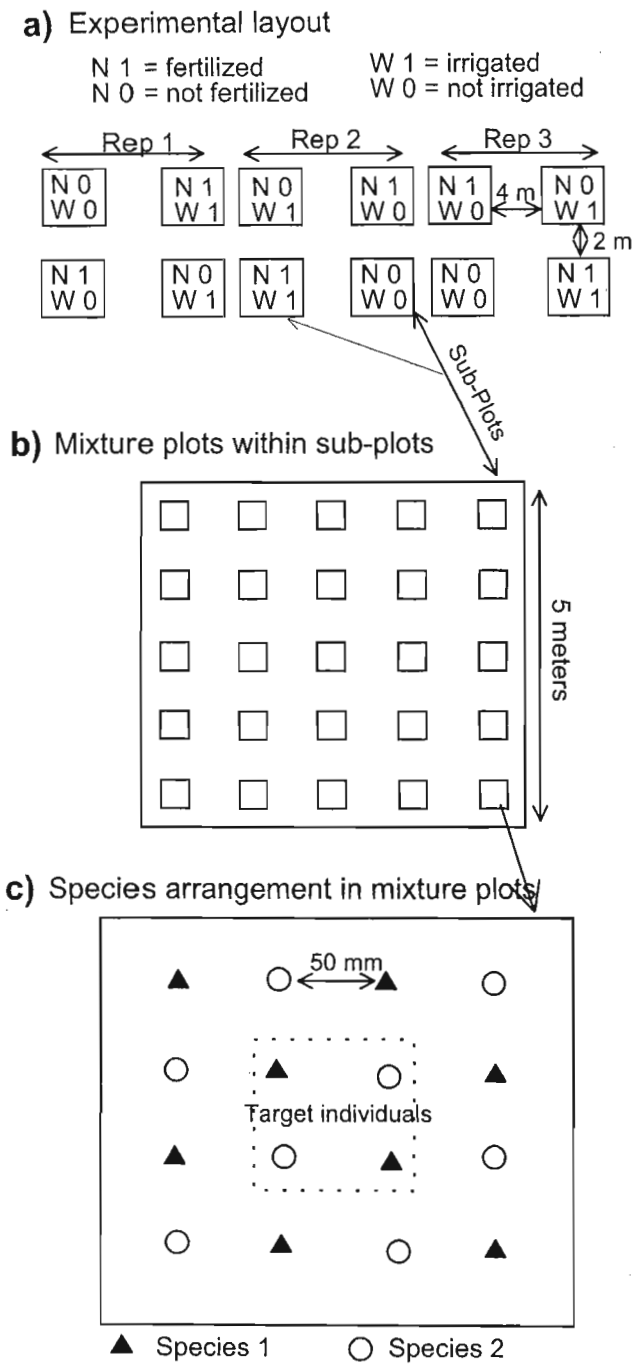 a) Experimental layout
N 1 = fertilized
N 0 = not fertilized
W 1 = irrigated
W 0 = not irrigated
Rep 1
Rep 2
Rep 3
N 0
W 0
N 1
W 1
N 0
W 1
N 1
W 0
N 1
W 0
4 m
N 0
W 1
2 m
N 1
W 0
N 0
W 1
N 1
W 1
N 0
W 0
N 0
W 0
N 1
W 1
Sub-Plots
b) Mixture plots within sub-plots
5 meters
c) Species arrangement in mixture plots
50 mm
Target individuals
Species 1
Species 2